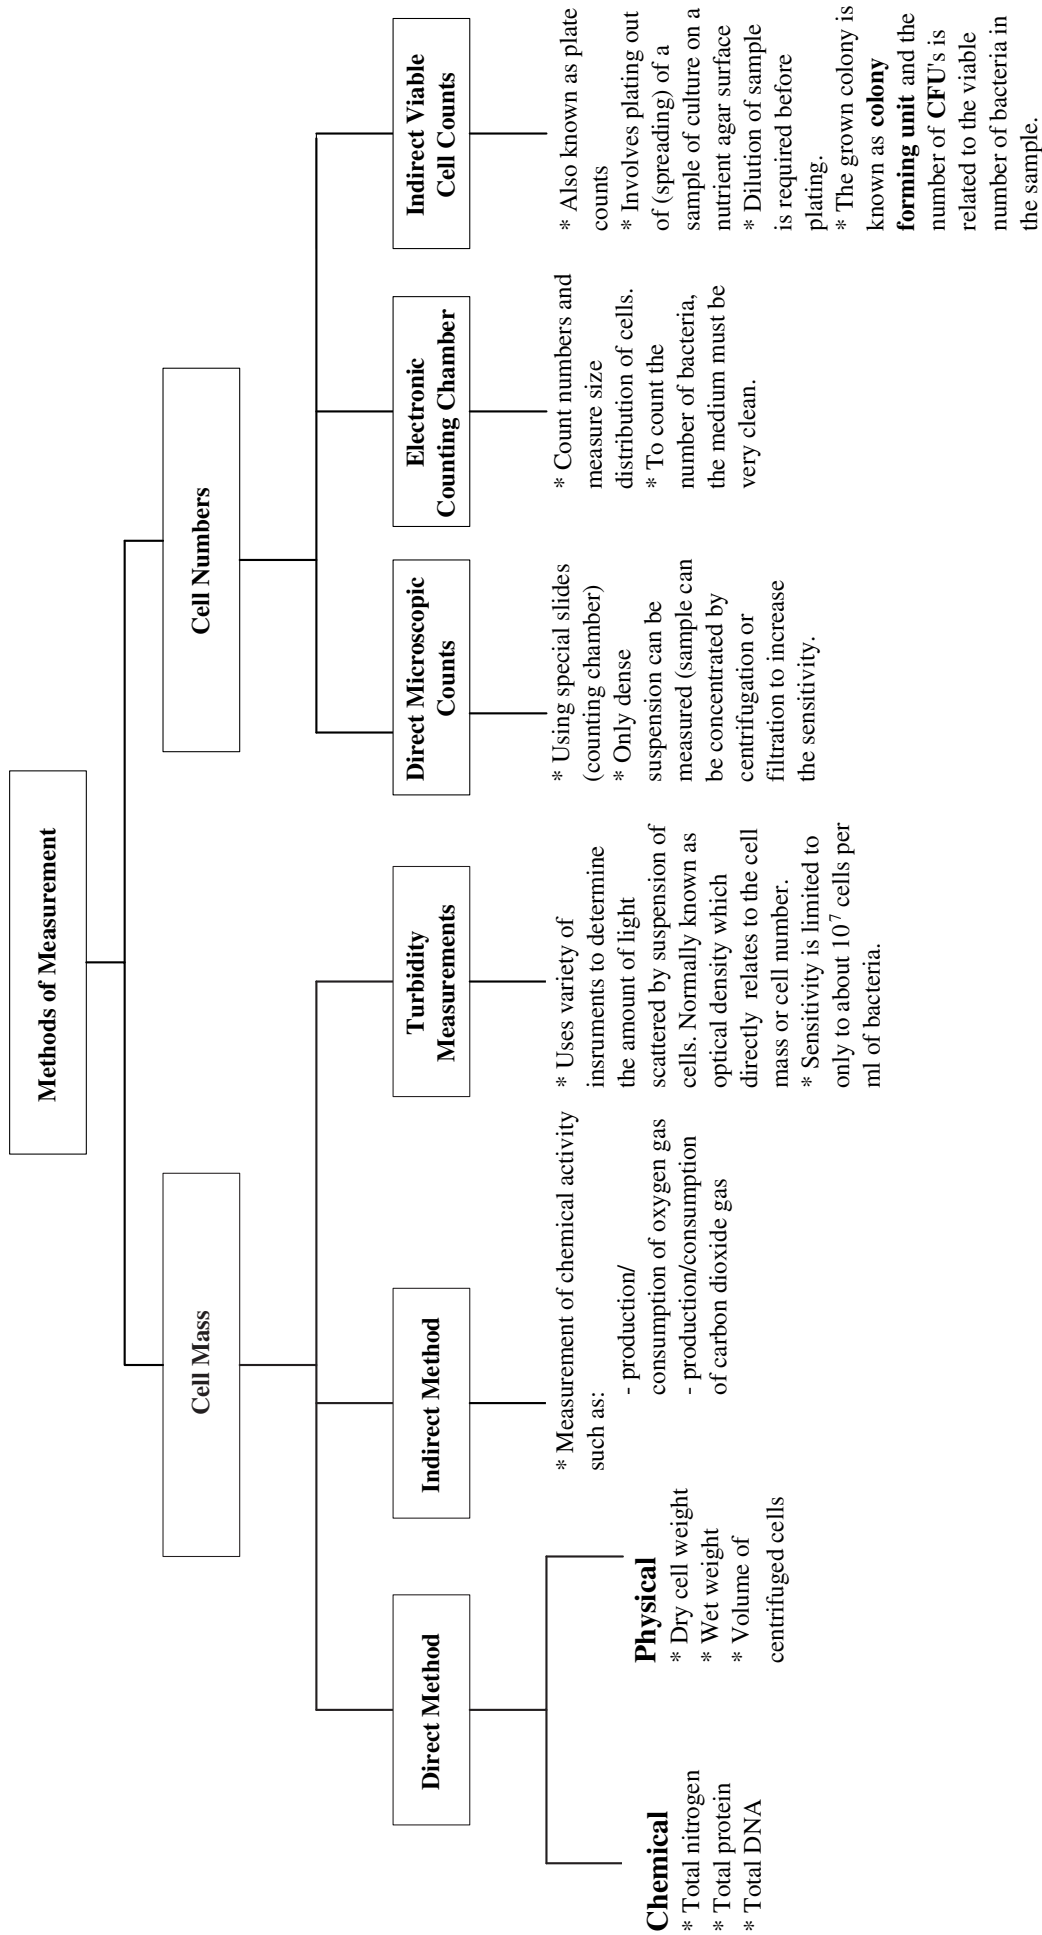 Methods of Measurement
Cell Mass
Cell Numbers
Direct Method
Indirect Method
Turbidity
Measurements
Direct Microscopic
Counts
Electronic
Counting Chamber
Indirect Viable
Cell Counts
Chemical
* Total nitrogen
* Total protein
* Total DNA
Physical
* Dry cell weight
* Wet weight
* Volume of
centrifuged cells
* Measurement of chemical activity
such as:
- production/
consumption of oxygen gas
- production/consumption
of carbon dioxide gas
* Uses variety of
insruments to determine
the amount of light
scattered by suspension of
cells. Normally known as
optical density which
directly relates to the cell
mass or cell number.
* Sensitivity is limited to
only to about 10⁷ cells per
ml of bacteria.
* Using special slides
(counting chamber)
* Only dense
suspension can be
measured (sample can
be concentrated by
centrifugation or
filtration to increase
the sensitivity.
* Count numbers and
measure size
distribution of cells.
* To count the
number of bacteria,
the medium must be
very clean.
* Also known as plate
counts
* Involves plating out
of (spreading) of a
sample of culture on a
nutrient agar surface
* Dilution of sample
is required before
plating.
* The grown colony is
known as colony
forming unit and the
number of CFU's is
related to the viable
number of bacteria in
the sample.